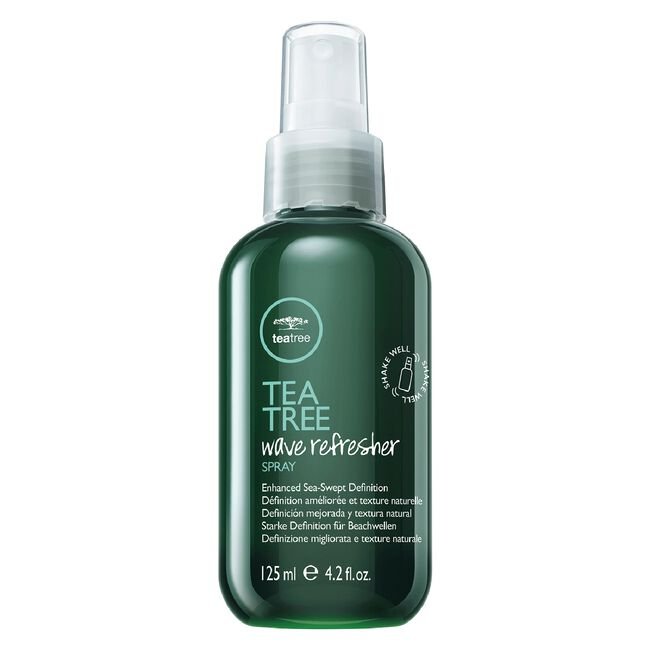 teatree
SHAKE WELL
SHAKE WELL
TEA
TREE
wave refresher
SPRAY
Enhanced Sea-Swept Definition
Définition améliorée et texture naturelle
Definición mejorada y textura natural
Starke Definition für Beachwellen
Definizione migliorata e texture naturale
125 ml e 4.2 fl. oz.